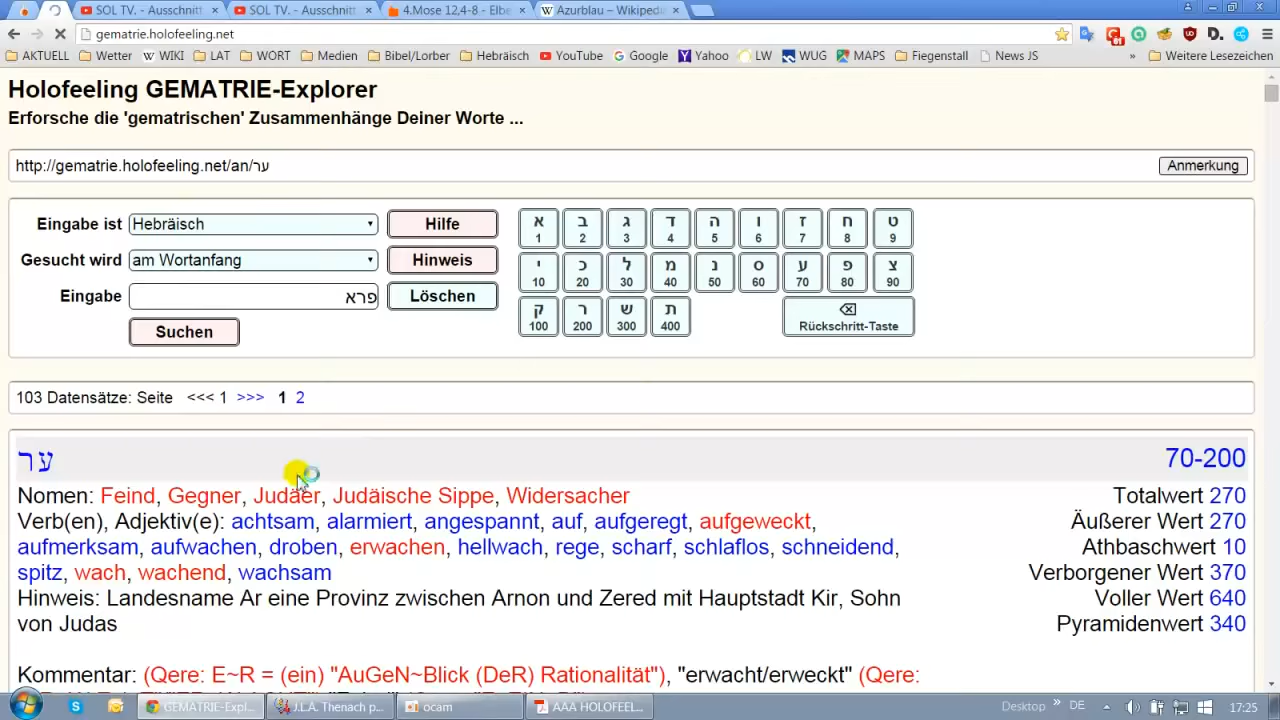 SOL TV. - Ausschnitt
SOL TV. - Ausschnitt
4.Mose 12,4-8 - Elbe
Azurblau – Wikipedi
gematrie.holofeeling.net
AKTUELL Wetter WIKI LAT WORT Medien Bibel/Lorber Hebräisch YouTube Google Yahoo LW WUG MAPS Fiegenstall News JS » Weitere Lesezeichen
Holofeeling GEMATRIE-Explorer
Erforsche die 'gematrischen' Zusammenhänge Deiner Worte ...
http://gematrie.holofeeling.net/an/ער
Anmerkung
Eingabe ist Hebräisch Hilfe
Gesucht wird am Wortanfang Hinweis
Eingabe פרא Löschen
Suchen
א ב ג ד ה ו ז ח ט
1 2 3 4 5 6 7 8 9
י כ ל מ נ ס ע פ צ
10 20 30 40 50 60 70 80 90
ק ר ש ת
100 200 300 400 Rückschritt-Taste
103 Datensätze: Seite <<< 1 >>> 1 2
ער 70-200
Nomen: Feind, Gegner, Judäer, Judäische Sippe, Widersacher
Verb(en), Adjektiv(e): achtsam, alarmiert, angespannt, auf, aufgeregt, aufgeweckt,
aufmerksam, aufwachen, droben, erwachen, hellwach, rege, scharf, schlaflos, schneidend,
spitz, wach, wachend, wachsam
Hinweis: Landesname Ar eine Provinz zwischen Arnon und Zered mit Hauptstadt Kir, Sohn
von Judas
Totalwert 270
Äußerer Wert 270
Athbaschwert 10
Verborgener Wert 370
Voller Wert 640
Pyramidenwert 340
Kommentar: (Qere: E~R = (ein) "AuGeN~Blick (DeR) Rationalität"), "erwacht/erweckt" (Qere:
GEMATRIE-Expl... J.L.A. Thenach p... ocam AAA HOLOFEEL... Desktop » DE 17:25